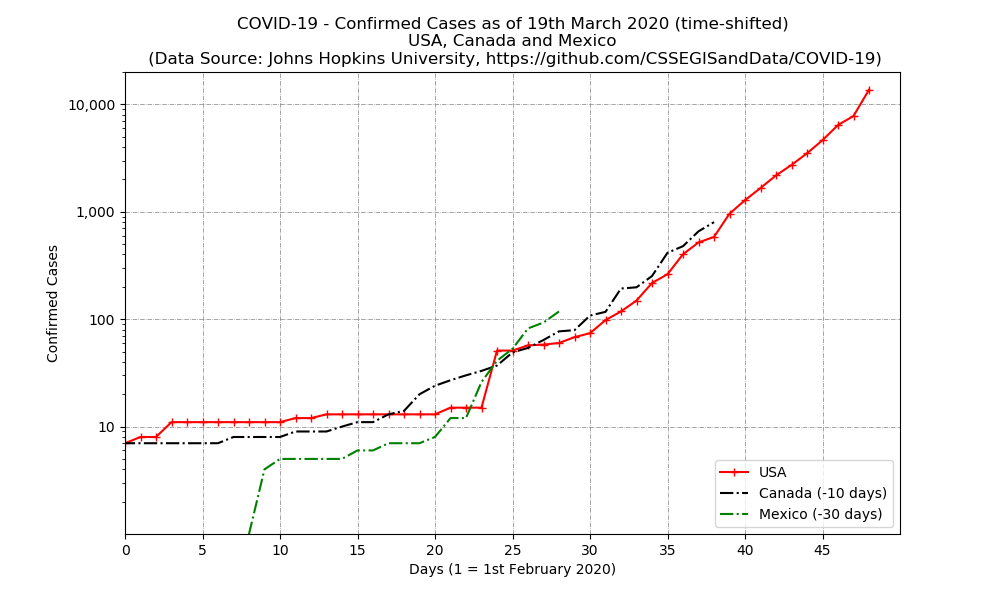 COVID-19 - Confirmed Cases as of 19th March 2020 (time-shifted)
USA, Canada and Mexico
(Data Source: Johns Hopkins University, https://github.com/CSSEGISandData/COVID-19)
10,000
1,000
100
10
Confirmed Cases
USA
Canada (-10 days)
Mexico (-30 days)
0 5 10 15 20 25 30 35 40 45
Days (1 = 1st February 2020)